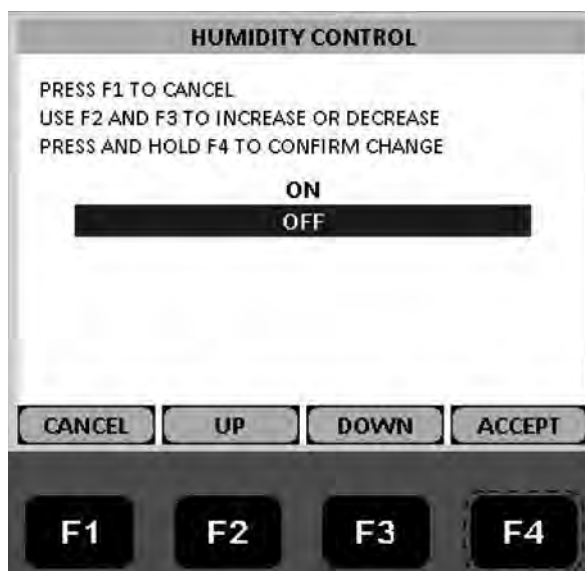 HUMIDITY CONTROL
PRESS F1 TO CANCEL
USE F2 AND F3 TO INCREASE OR DECREASE
PRESS AND HOLD F4 TO CONFIRM CHANGE
ON
OFF
CANCEL UP DOWN ACCEPT
F1 F2 F3 F4